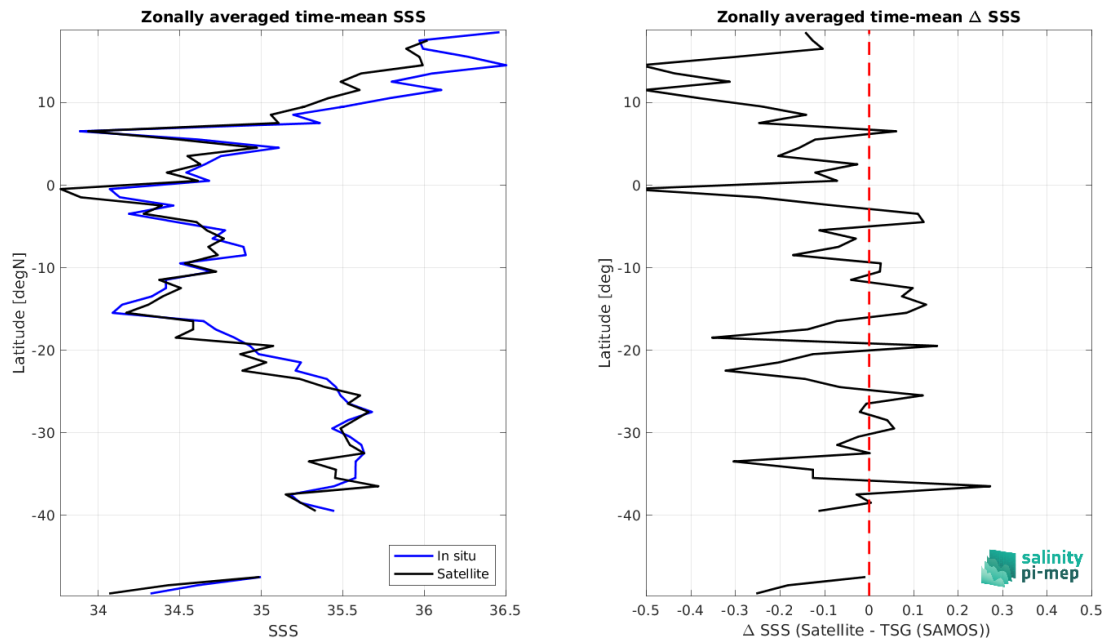 Zonally averaged time-mean SSS
Latitude [degN]
10
0
-10
-20
-30
-40
34
34.5
35
35.5
36
36.5
SSS
In situ
Satellite
Zonally averaged time-mean Δ SSS
Latitude [deg]
10
0
-10
-20
-30
-40
-0.5
-0.4
-0.3
-0.2
-0.1
0
0.1
0.2
0.3
0.4
0.5
Δ SSS (Satellite - TSG (SAMOS))
salinity
pi-mep